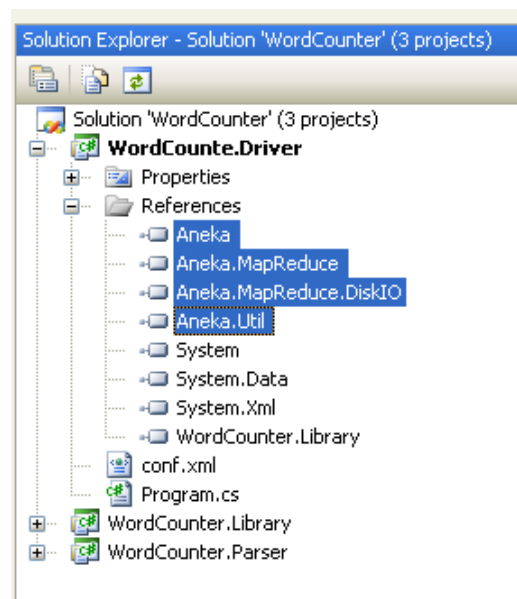 Solution Explorer - Solution 'WordCounter' (3 projects)
Solution 'WordCounter' (3 projects)
WordCounte.Driver
Properties
References
Aneka
Aneka.MapReduce
Aneka.MapReduce.DiskIO
Aneka.Util
System
System.Data
System.Xml
WordCounter.Library
conf.xml
Program.cs
WordCounter.Library
WordCounter.Parser